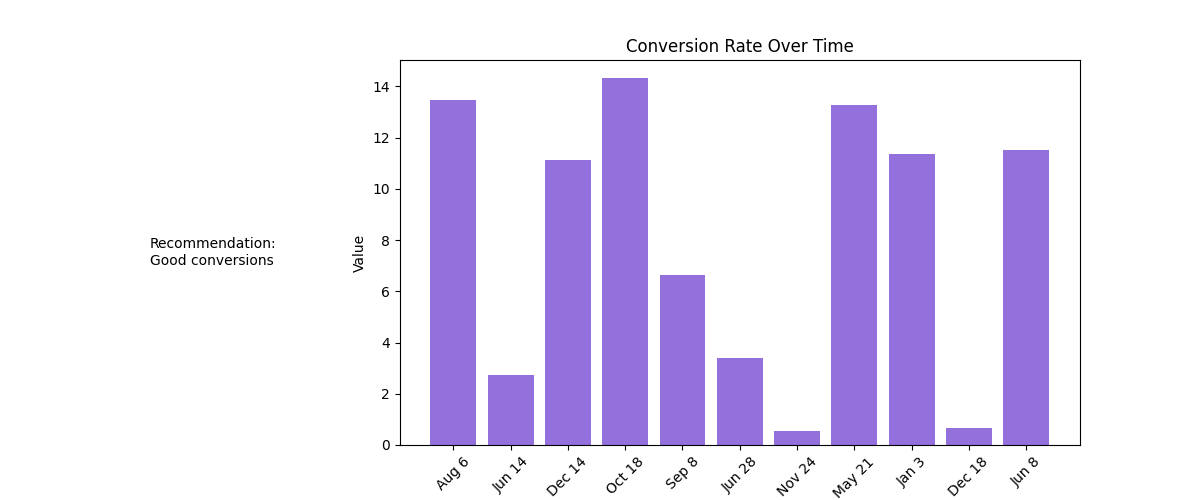 Conversion Rate Over Time
Recommendation:
Good conversions
Value
14
12
10
8
6
4
2
0
Aug 6
Jun 14
Dec 14
Oct 18
Sep 8
Jun 28
Nov 24
May 21
Jan 3
Dec 18
Jun 8